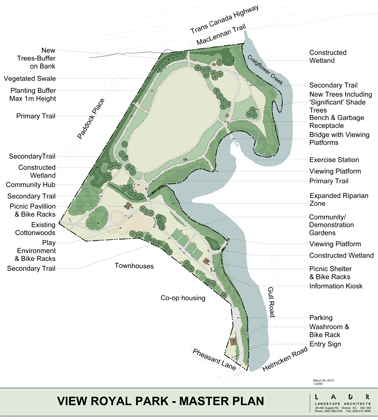 Trans Canada Highway
MacLennan Trail
Craigflower Creek
New
Trees-Buffer
on Bank
Vegetated Swale
Planting Buffer
Max 1m Height
Primary Trail
Paddock Place
SecondaryTrail
Constructed
Wetland
Community Hub
Secondary Trail
Picnic Pavillion
& Bike Racks
Existing
Cottonwoods
Play
Environment
& Bike Racks
Secondary Trail
Townhouses
Co-op housing
Pheasant Lane
Helmcken Road
Gull Road
Constructed
Wetland
Secondary Trail
New Trees Including
'Significant' Shade
Trees
Bench & Garbage
Receptacle
Bridge with Viewing
Platforms
Exercise Station
Viewing Platform
Primary Trail
Expanded Riparian
Zone
Community/
Demonstration
Gardens
Viewing Platform
Constructed Wetland
Picnic Shelter
& Bike Racks
Information Kiosk
Parking
Washroom &
Bike Rack
Entry Sign
VIEW ROYAL PARK - MASTER PLAN
LADR
LANDSCAPE ARCHITECTS